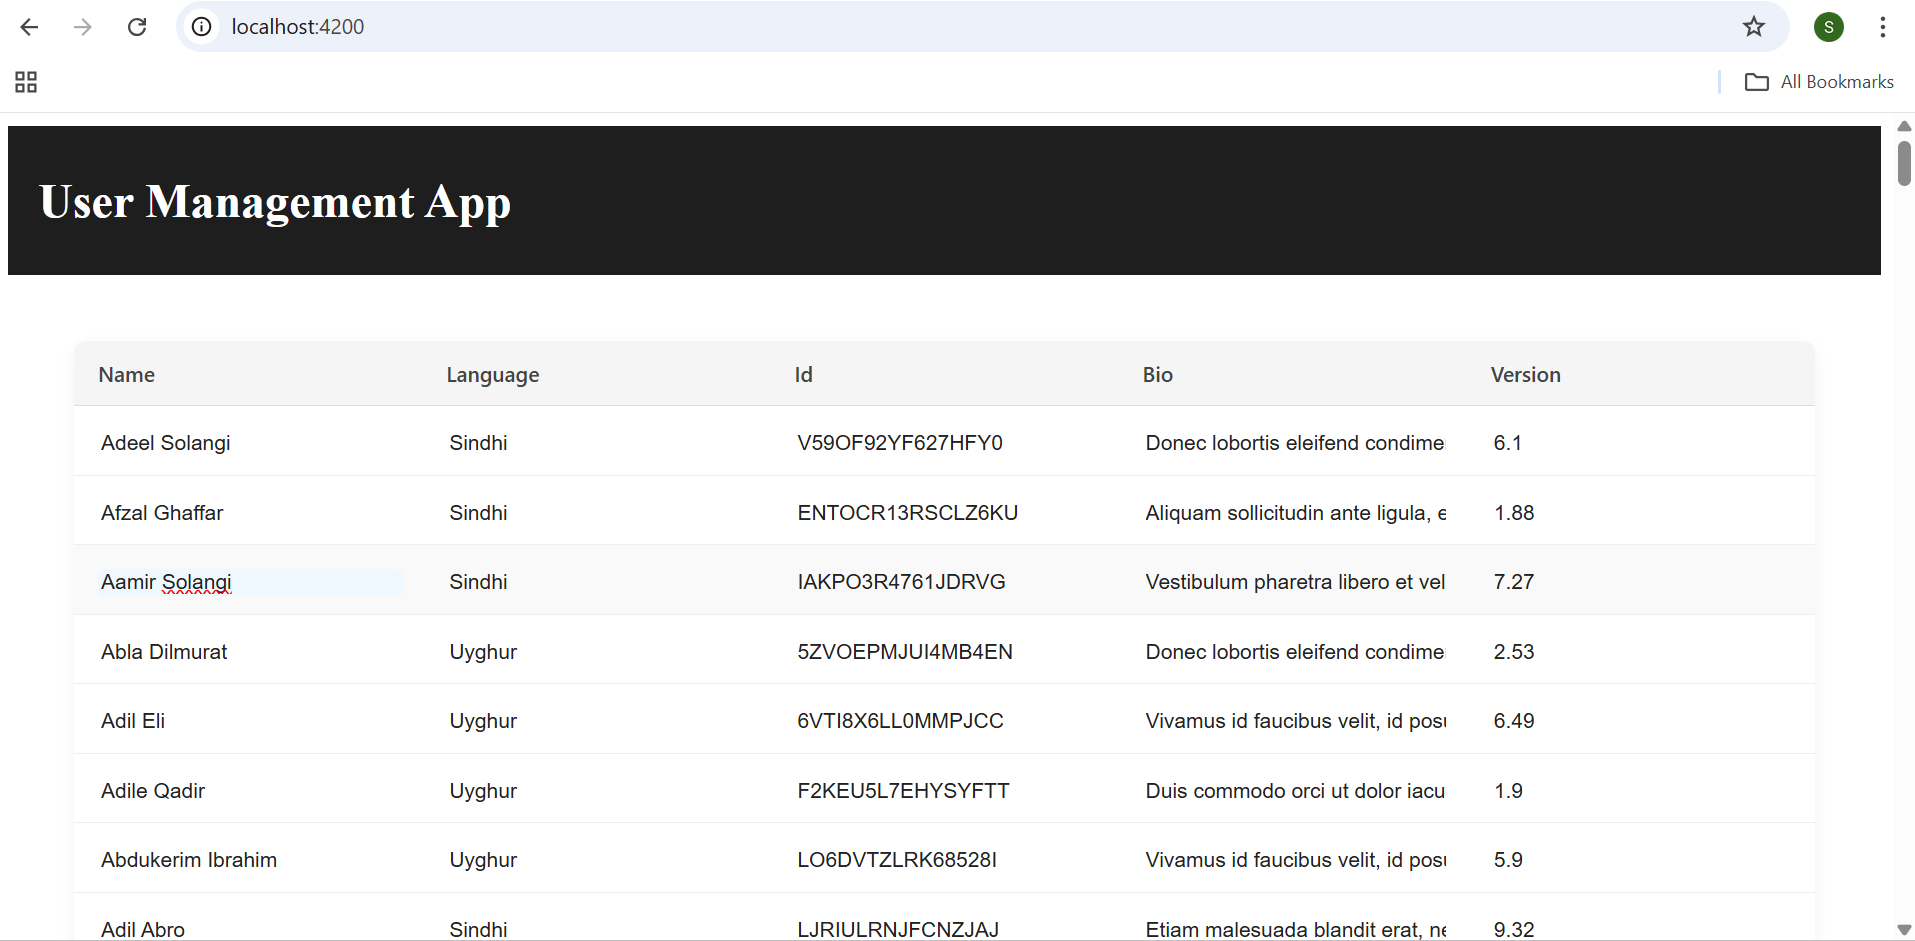 localhost:4200
S
All Bookmarks
User Management App
Name Language Id Bio Version
Adeel Solangi Sindhi V59OF92YF627HFY0 Donec lobortis eleifend condime 6.1
Afzal Ghaffar Sindhi ENTOCR13RSCLZ6KU Aliquam sollicitudin ante ligula, e 1.88
Aamir Solangi Sindhi IAKPO3R4761JDRVG Vestibulum pharetra libero et vel 7.27
Abla Dilmurat Uyghur 5ZVOEPMJUI4MB4EN Donec lobortis eleifend condime 2.53
Adil Eli Uyghur 6VTI8X6LL0MMPJCC Vivamus id faucibus velit, id posu 6.49
Adile Qadir Uyghur F2KEU5L7EHYSYFTT Duis commodo orci ut dolor iacu 1.9
Abdukerim Ibrahim Uyghur LO6DVTZLRK68528I Vivamus id faucibus velit, id posu 5.9
Adil Abro Sindhi LJRIULRNJFCNZJAJ Etiam malesuada blandit erat, ne 9.32